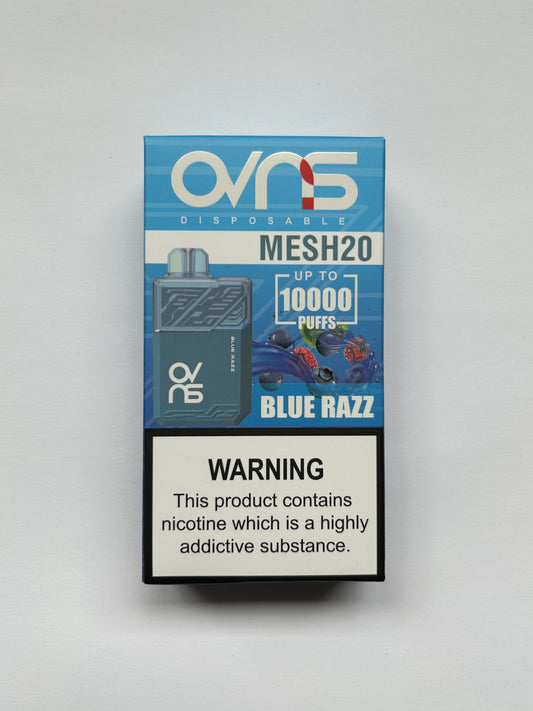 OVNS
DISPOSABLE
MESH20
UP TO
10000
PUFFS
BLUE RAZZ
OVNS
BLUE RAZZ
WARNING
This product contains
nicotine which is a highly
addictive substance.